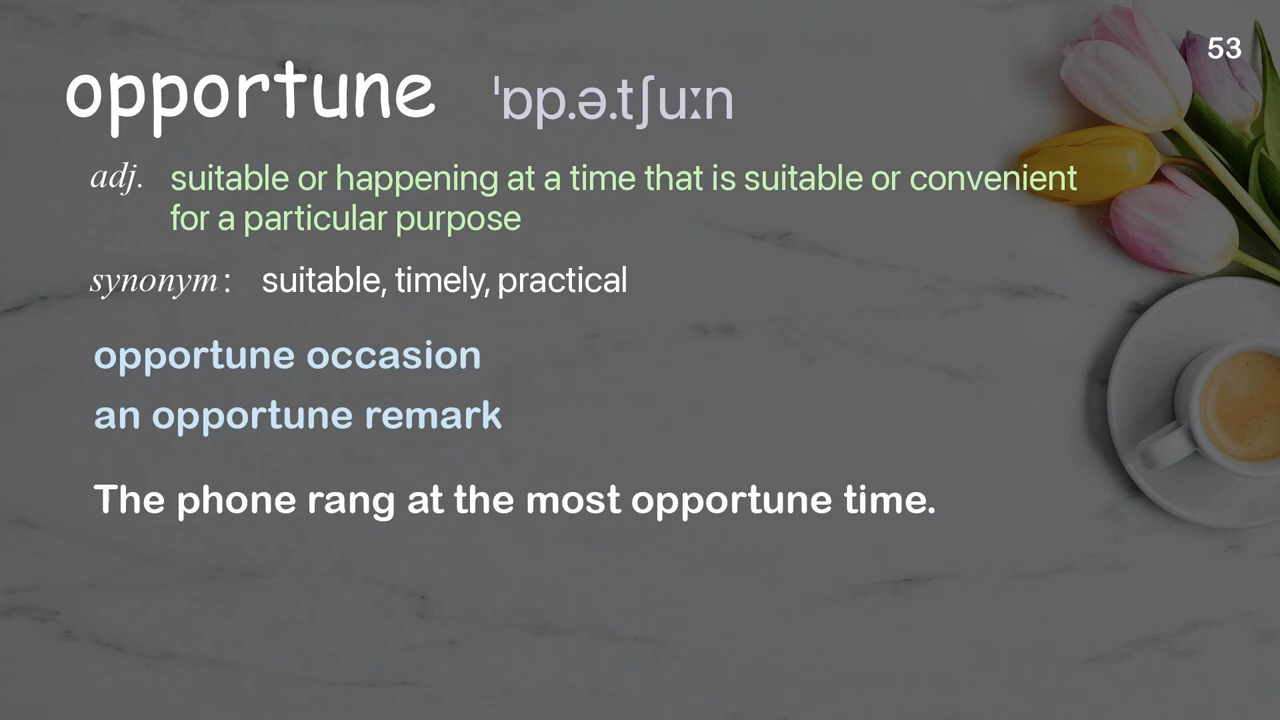 53
opportune ˈɒp.ə.tʃuːn
adj. suitable or happening at a time that is suitable or convenient
for a particular purpose
synonym: suitable, timely, practical
opportune occasion
an opportune remark
The phone rang at the most opportune time.